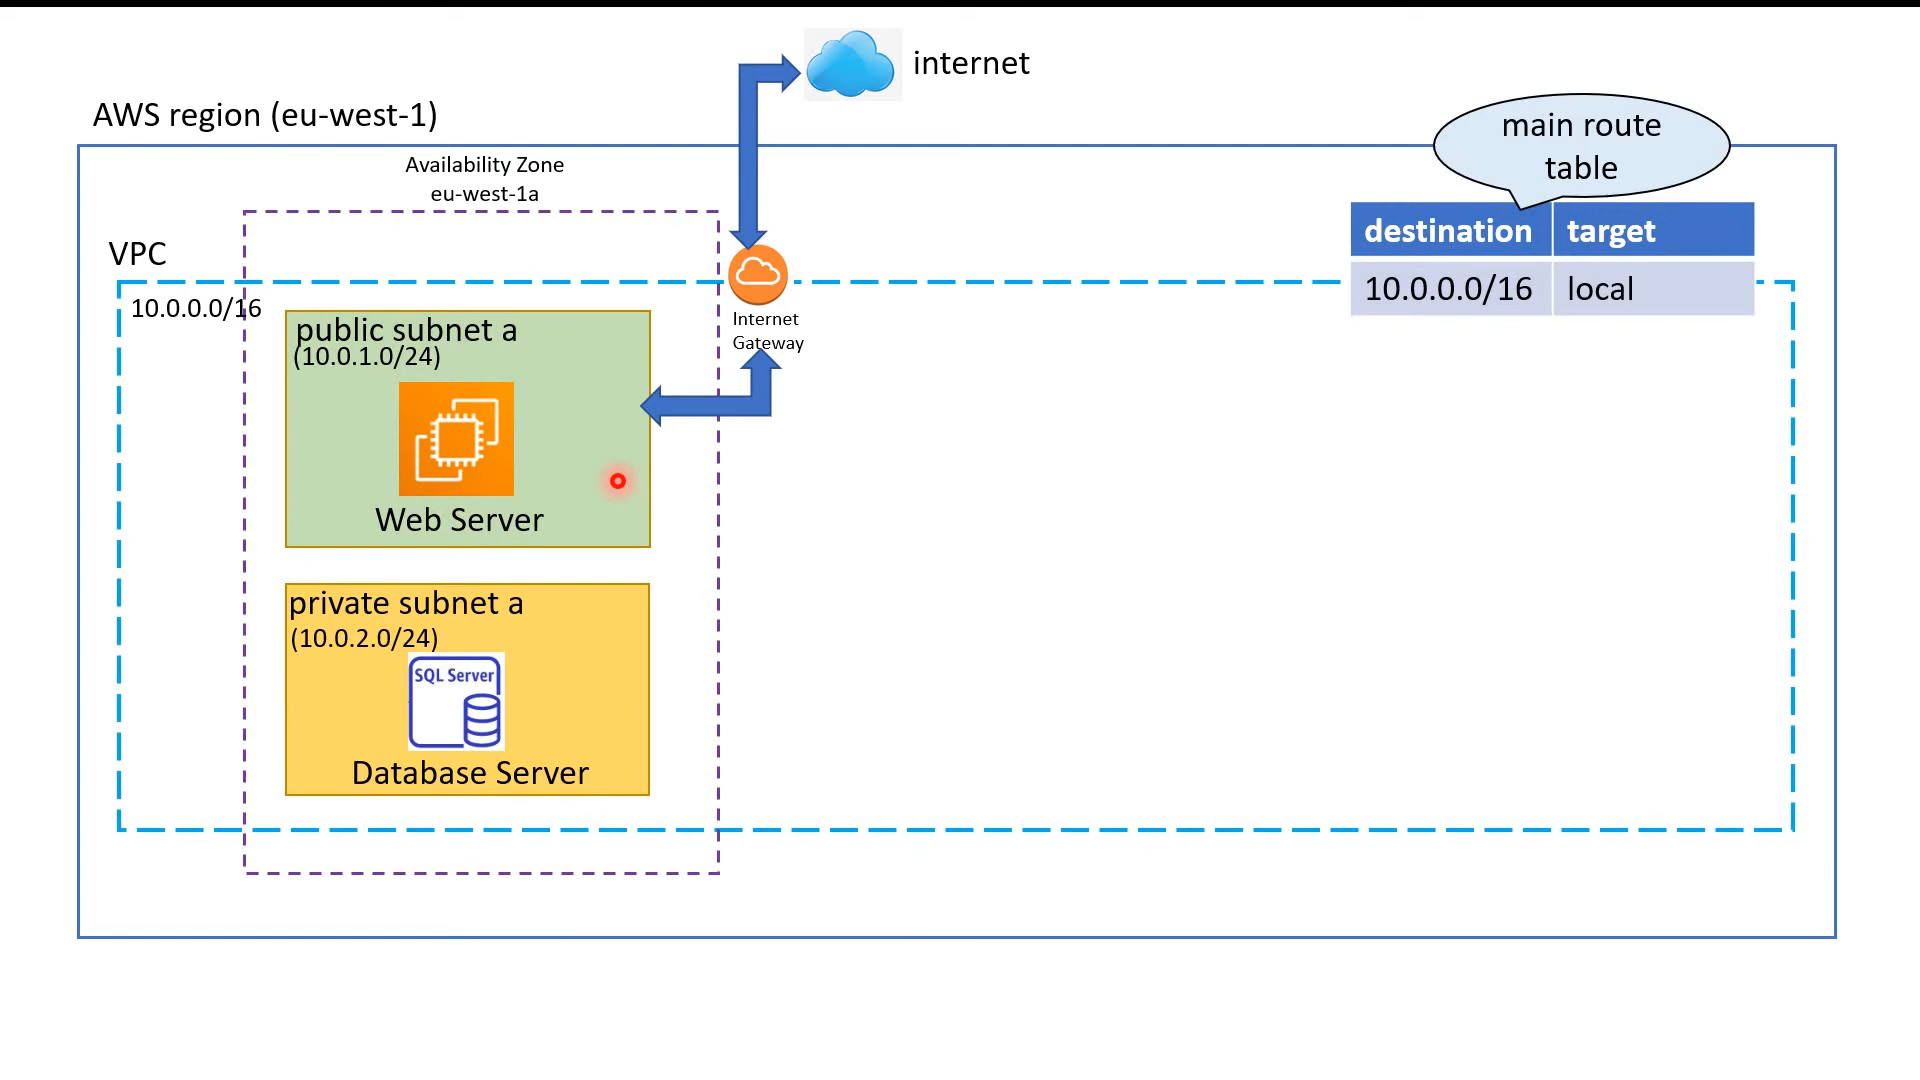 internet
AWS region (eu-west-1)
main route
table
Availability Zone
eu-west-1a
destination target
VPC
10.0.0.0/16 local
10.0.0.0/16
Internet
Gateway
public subnet a
(10.0.1.0/24)
Web Server
private subnet a
(10.0.2.0/24)
SQL Server
Database Server